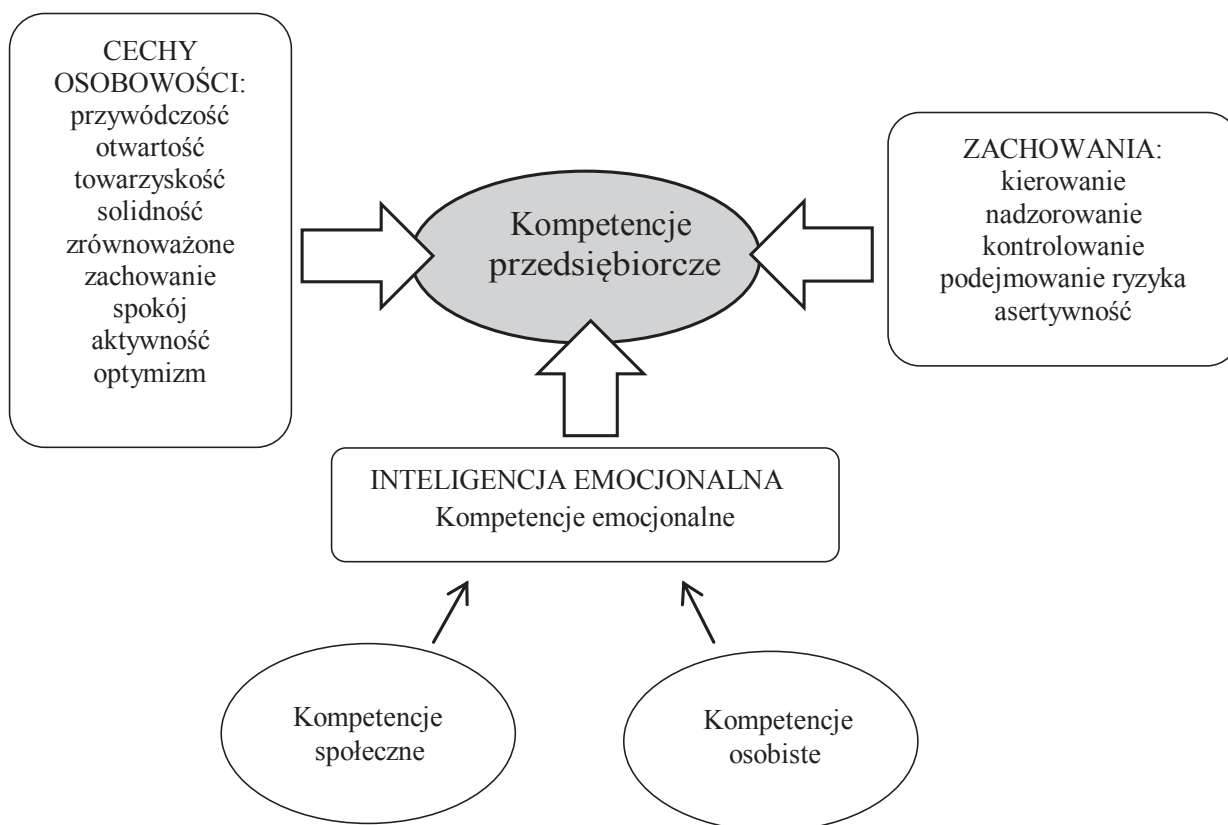 CECHY
OSOBOWOŚCI:
przywódczość
otwartość
towarzyskość
solidność
zrównoważone
zachowanie
spokój
aktywność
optymizm
Kompetencje
przedsiębiorcze
ZACHOWANIA:
kierowanie
nadzorowanie
kontrolowanie
podejmowanie ryzyka
asertywność
INTELIGENCJA EMOCJONALNA
Kompetencje emocjonalne
Kompetencje
społeczne
Kompetencje
osobiste